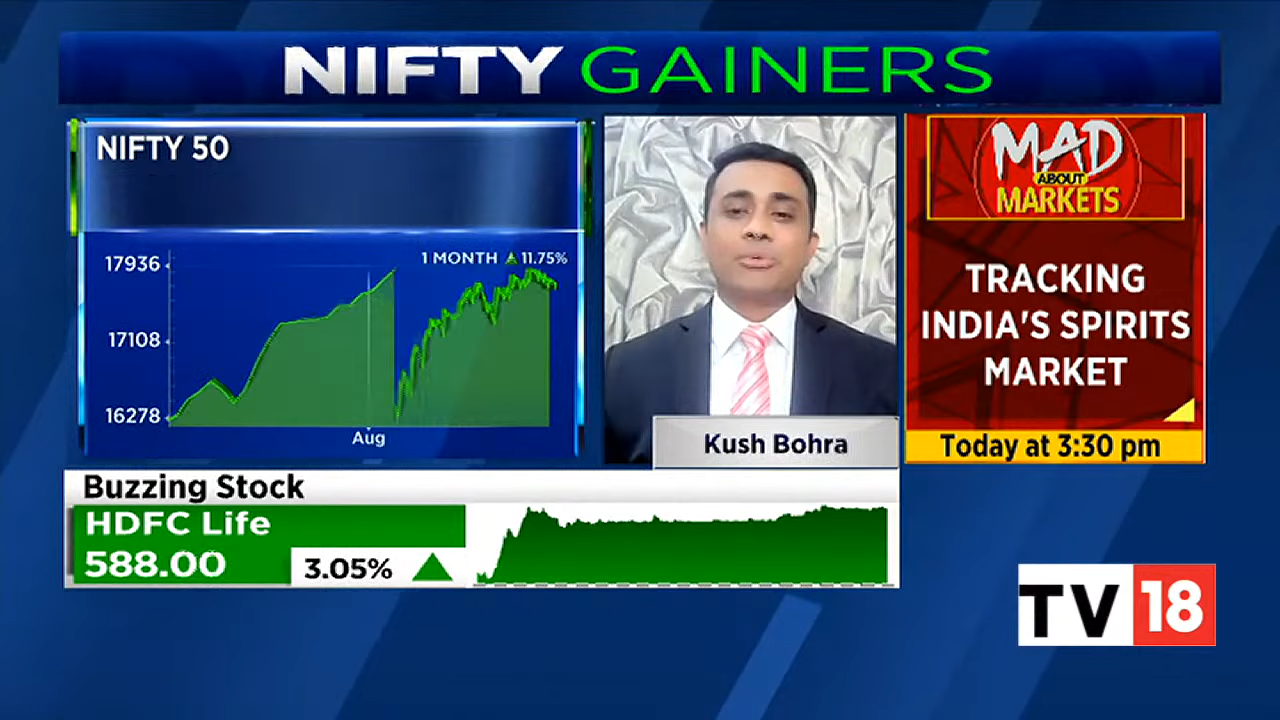 NIFTY GAINERS
NIFTY 50
1 MONTH ▲ 11.75%
17936
17108
16278
Aug
Kush Bohra
MAD
ABOUT
MARKETS
TRACKING
INDIA'S SPIRITS
MARKET
Today at 3:30 pm
Buzzing Stock
HDFC Life
588.00
3.05%
TV18